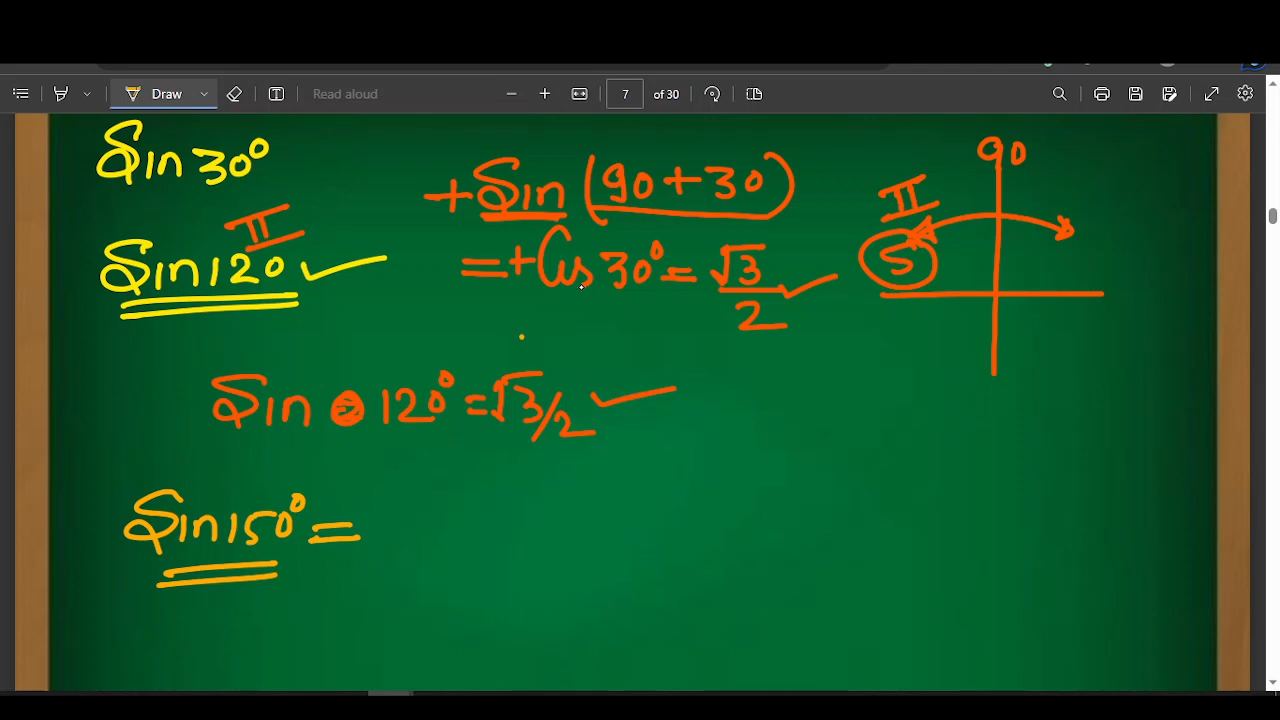 Draw
Read aloud
7 of 30
Sin 30°
+ Sin (90 + 30)
90
II
Sin 120
= + Cos 30° = √3/2
II
S
Sin 120° = √3/2
Sin 150° =